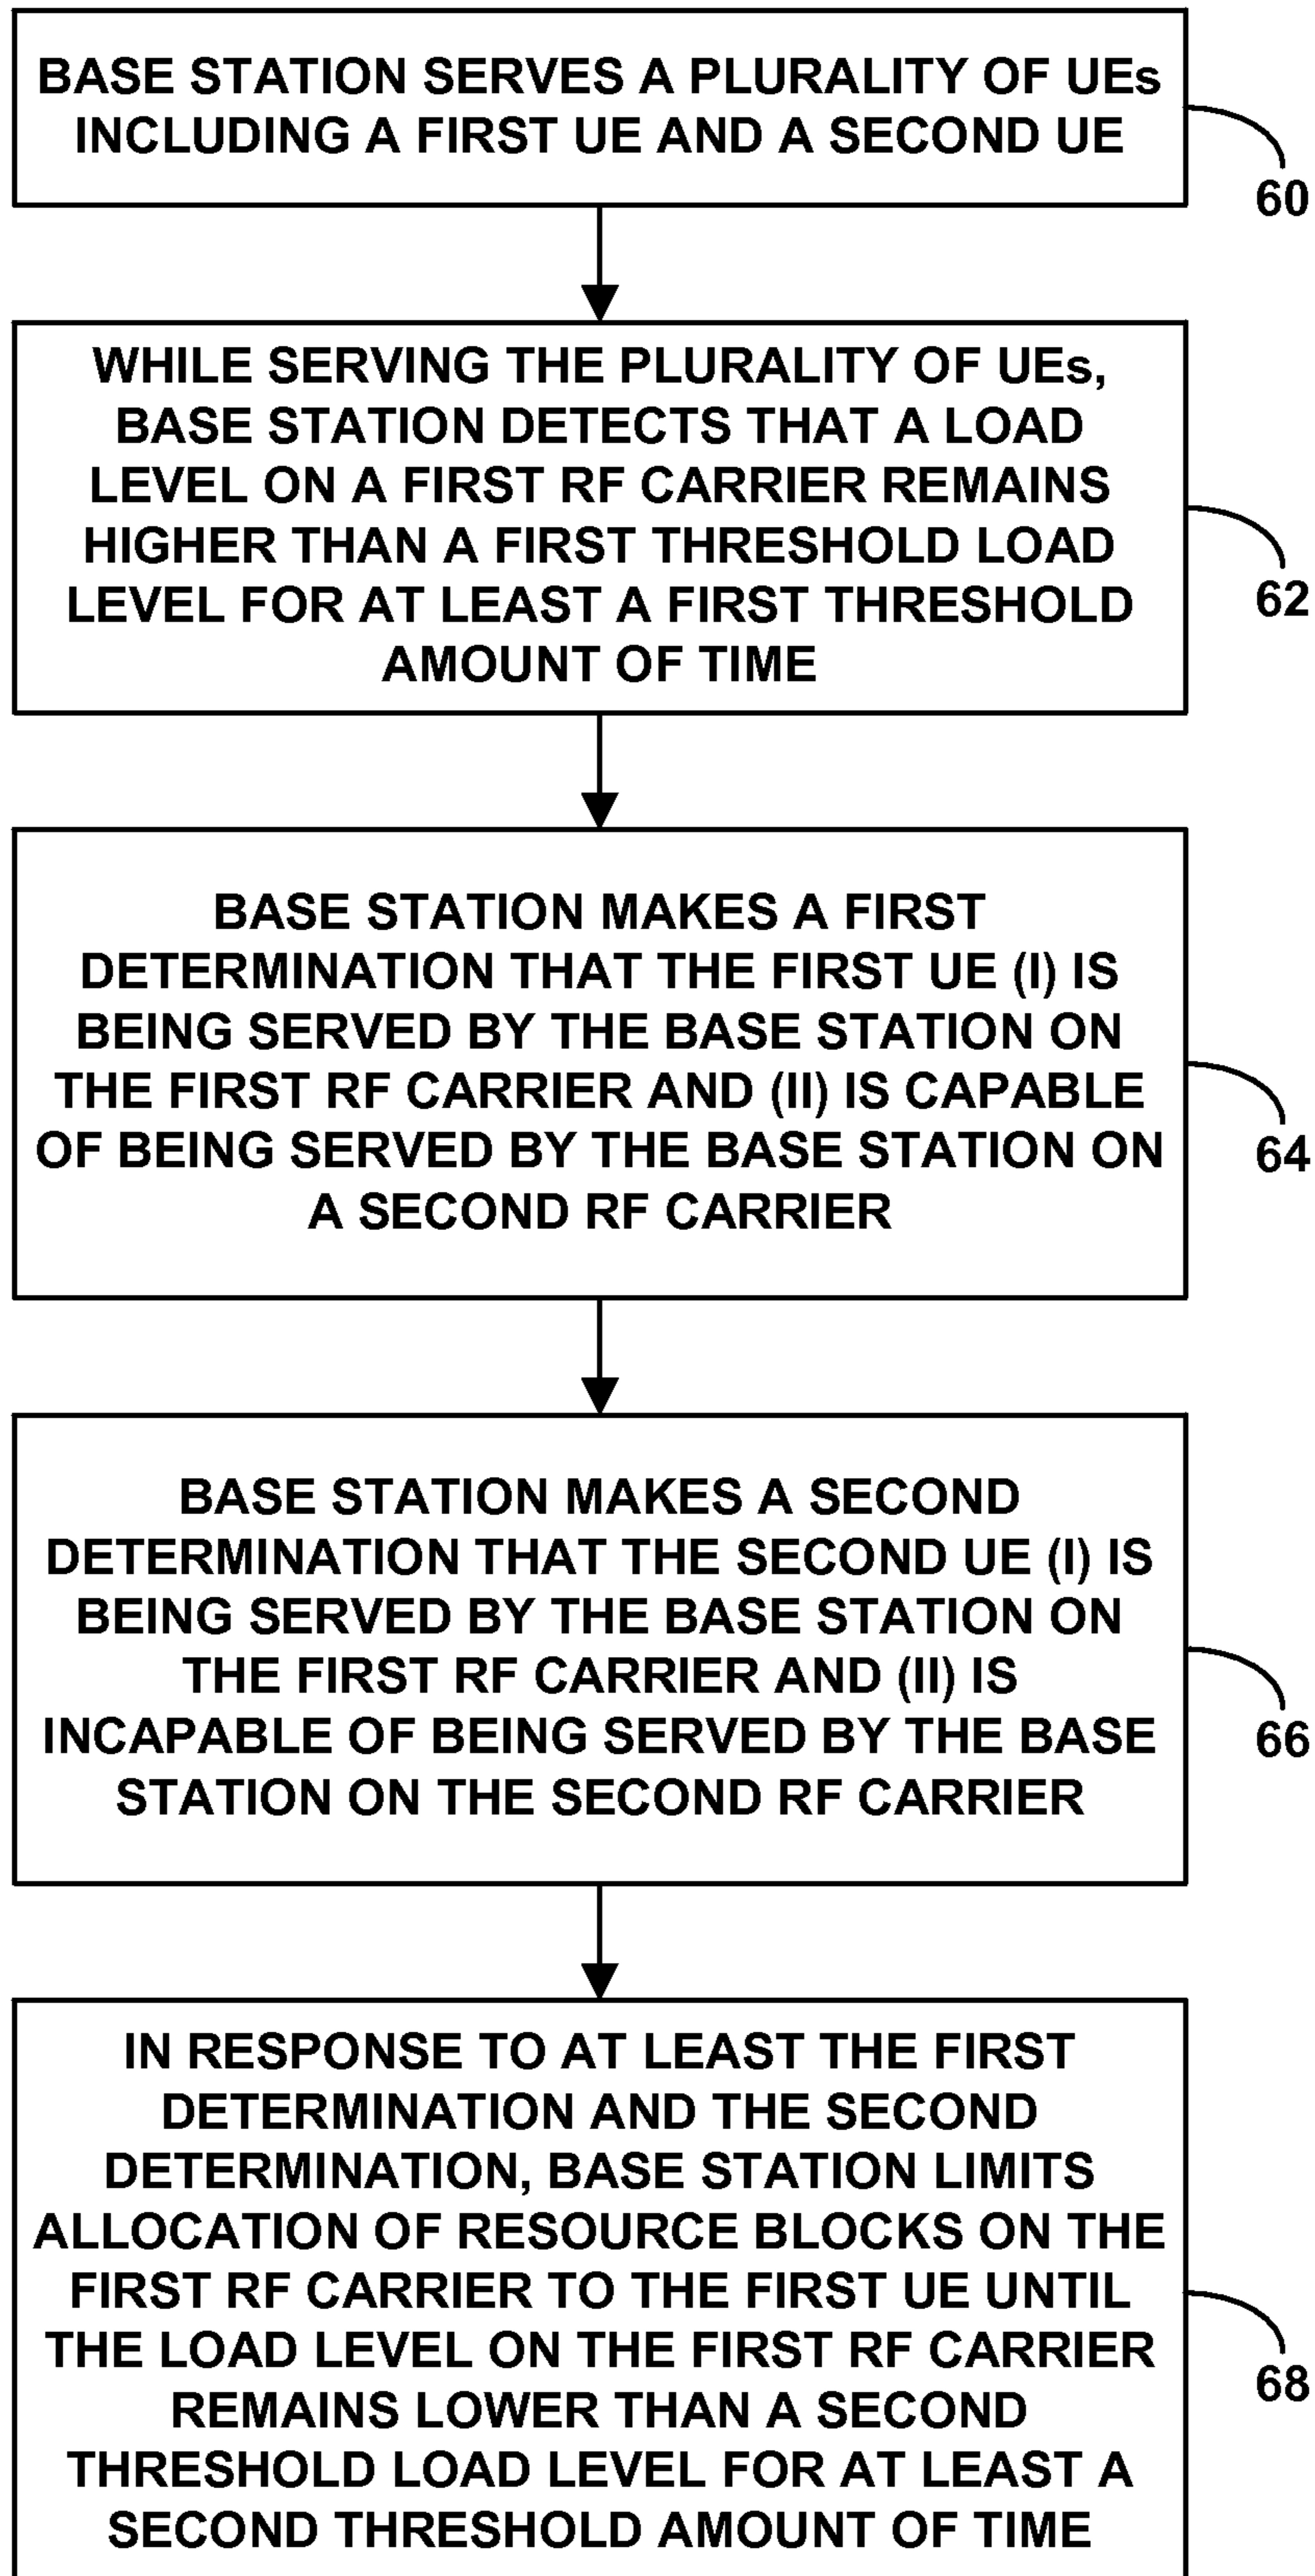 BASE STATION SERVES A PLURALITY OF UEs
INCLUDING A FIRST UE AND A SECOND UE
60
WHILE SERVING THE PLURALITY OF UEs,
BASE STATION DETECTS THAT A LOAD
LEVEL ON A FIRST RF CARRIER REMAINS
HIGHER THAN A FIRST THRESHOLD LOAD
LEVEL FOR AT LEAST A FIRST THRESHOLD
AMOUNT OF TIME
62
BASE STATION MAKES A FIRST
DETERMINATION THAT THE FIRST UE (I) IS
BEING SERVED BY THE BASE STATION ON
THE FIRST RF CARRIER AND (II) IS CAPABLE
OF BEING SERVED BY THE BASE STATION ON
A SECOND RF CARRIER
64
BASE STATION MAKES A SECOND
DETERMINATION THAT THE SECOND UE (I) IS
BEING SERVED BY THE BASE STATION ON
THE FIRST RF CARRIER AND (II) IS
INCAPABLE OF BEING SERVED BY THE BASE
STATION ON THE SECOND RF CARRIER
66
IN RESPONSE TO AT LEAST THE FIRST
DETERMINATION AND THE SECOND
DETERMINATION, BASE STATION LIMITS
ALLOCATION OF RESOURCE BLOCKS ON THE
FIRST RF CARRIER TO THE FIRST UE UNTIL
THE LOAD LEVEL ON THE FIRST RF CARRIER
REMAINS LOWER THAN A SECOND
THRESHOLD LOAD LEVEL FOR AT LEAST A
SECOND THRESHOLD AMOUNT OF TIME
68